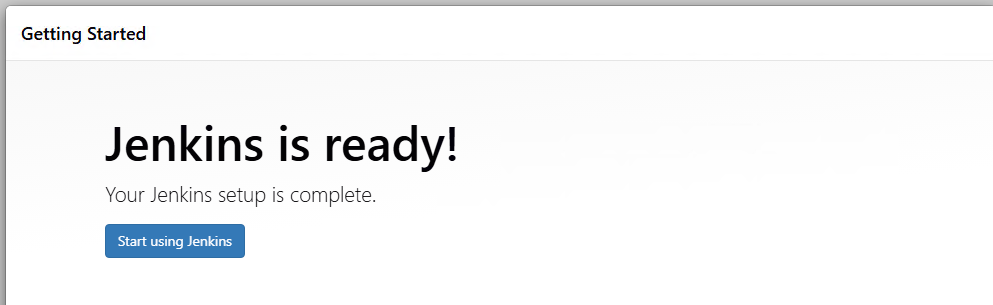 Getting Started
Jenkins is ready!
Your Jenkins setup is complete.
Start using Jenkins